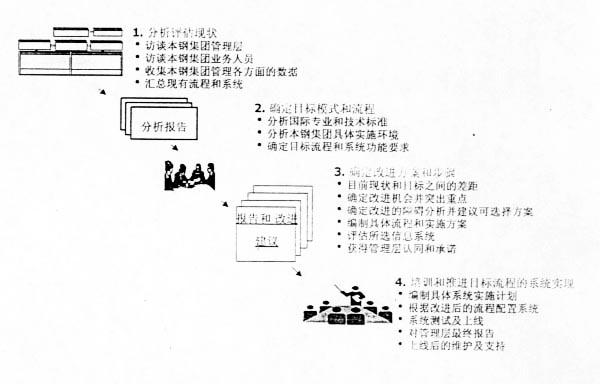 1. 分析评估现状
• 访谈本钢集团管理层
• 访谈本钢集团业务人员
• 收集本钢集团管理各方面的数据
• 汇总现有流程和系统
分析报告
2. 确定目标模式和流程
• 分析国际专业和技术标准
• 分析本钢集团具体实施环境
• 确定目标流程和系统功能要求
3. 确定改进方案和步骤
• 目前现状和目标之间的差距
• 确定改进机会并突出重点
• 确定改进的障碍分析并建议可选择方案
• 编制具体流程和实施方案
• 评估所选信息系统
• 获得管理层认同和承诺
报告和改进
建议
4. 培训和推进目标流程的系统实现
• 编制具体系统实施计划
• 根据改进后的流程配置系统
• 系统测试及上线
• 对管理层最终报告
• 上线后的维护及支持